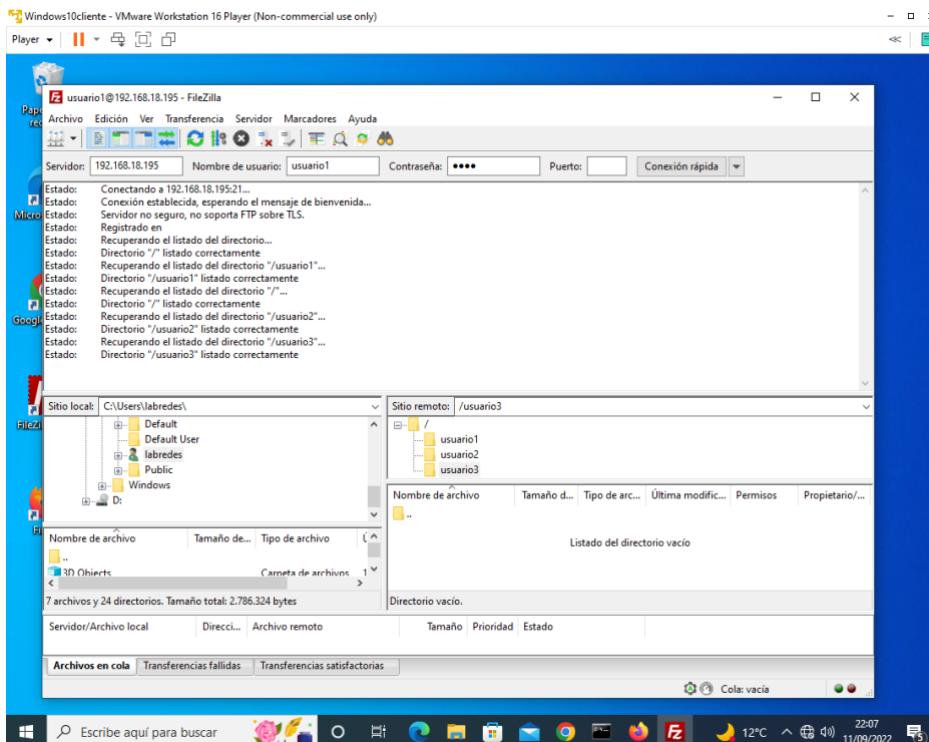 Windows10cliente - VMware Workstation 16 Player (Non-commercial use only)
Player
usuario1@192.168.18.195 - FileZilla
Archivo Edición Ver Transferencia Servidor Marcadores Ayuda
Servidor: 192.168.18.195 Nombre de usuario: usuario1 Contraseña: •••• Puerto: Conexión rápida
Estado: Conectando a 192.168.18.195:21...
Estado: Conexión establecida, esperando el mensaje de bienvenida...
Estado: Servidor no seguro, no soporta FTP sobre TLS.
Estado: Registrado en
Estado: Recuperando el listado del directorio...
Estado: Directorio "/" listado correctamente
Estado: Recuperando el listado del directorio "/usuario1"...
Estado: Directorio "/usuario1" listado correctamente
Estado: Recuperando el listado del directorio "/"...
Estado: Directorio "/" listado correctamente
Estado: Recuperando el listado del directorio "/usuario2"...
Estado: Directorio "/usuario2" listado correctamente
Estado: Recuperando el listado del directorio "/usuario3"...
Estado: Directorio "/usuario3" listado correctamente
Sitio local: C:\Users\labredes\
Default
Default User
labredes
Public
Windows
D:
Nombre de archivo Tamaño de... Tipo de archivo
..
3D Objects Carpeta de archivos 1
7 archivos y 24 directorios. Tamaño total: 2.786.324 bytes
Sitio remoto: /usuario3
/
usuario1
usuario2
usuario3
Nombre de archivo Tamaño d... Tipo de arc... Última modific... Permisos Propietario/...
..
Listado del directorio vacío
Directorio vacío.
Servidor/Archivo local Direcci... Archivo remoto Tamaño Prioridad Estado
Archivos en cola Transferencias fallidas Transferencias satisfactorias
Cola: vacía
Escribe aquí para buscar
12°C
22:07
11/09/2022
5